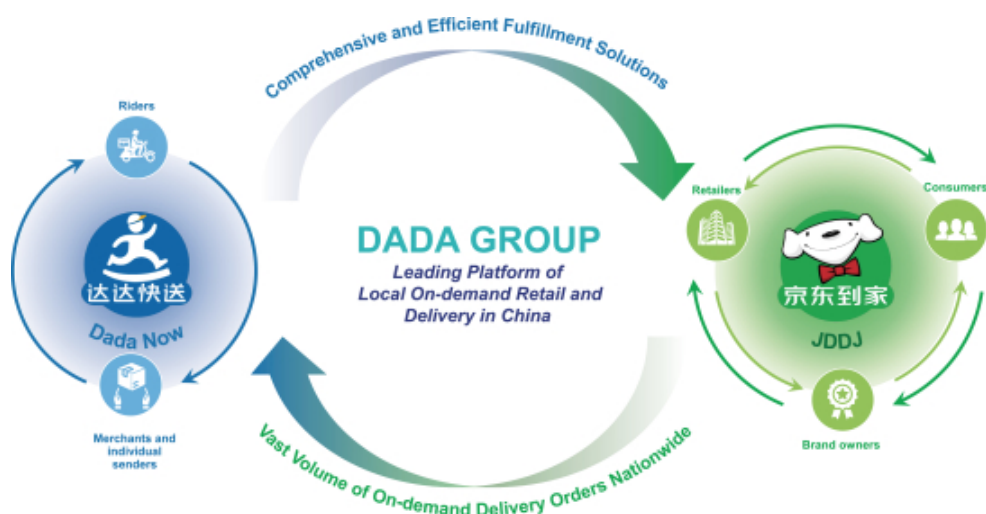 Comprehensive and Efficient Fulfillment Solutions
Riders
达达快送
Dada Now
Merchants and
individual
senders
DADA GROUP
Leading Platform of
Local On-demand Retail and
Delivery in China
Retailers
Consumers
京东到家
JDDJ
Brand owners
Vast Volume of On-demand Delivery Orders Nationwide